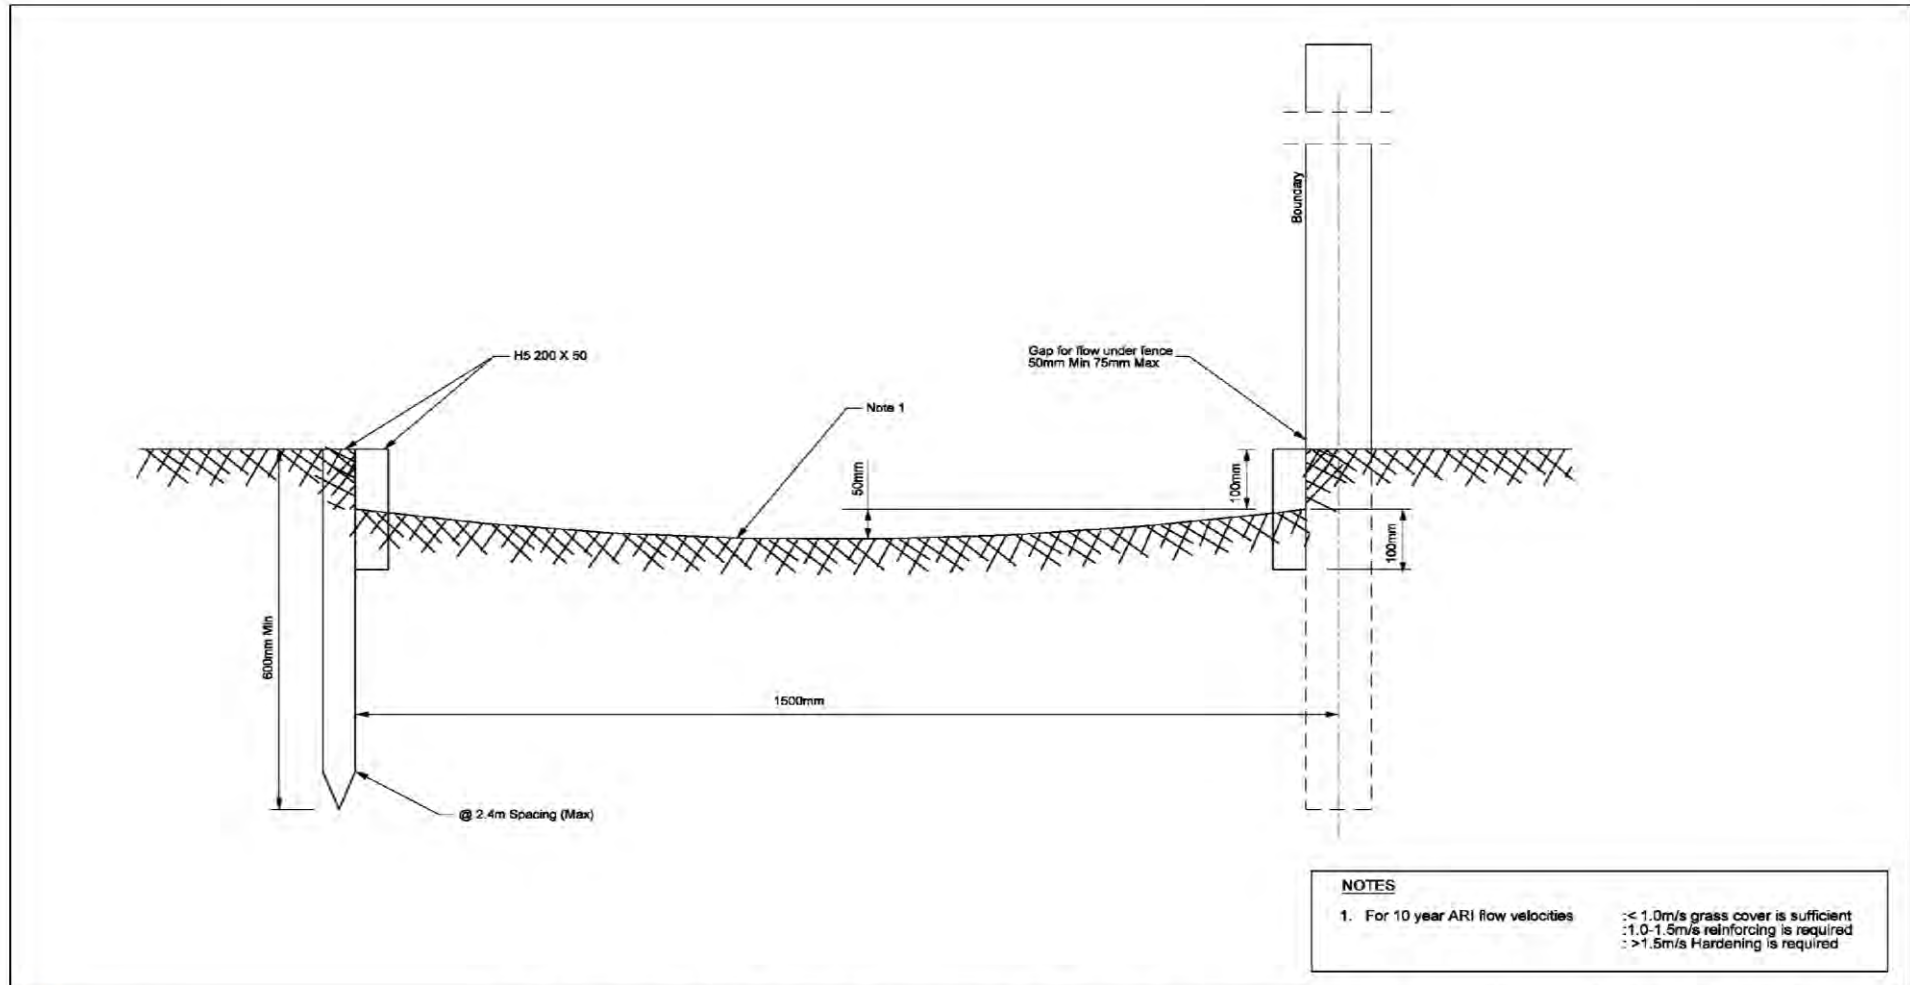 Boundary
H5 200 X 50
Gap for flow under fence
50mm Min 75mm Max
Note 1
50mm
100mm
100mm
600mm Min
1500mm
@ 2.4m Spacing (Max)
NOTES
1. For 10 year ARI flow velocities :< 1.0m/s grass cover is sufficient
:1.0-1.5m/s reinforcing is required
: >1.5m/s Hardening is required